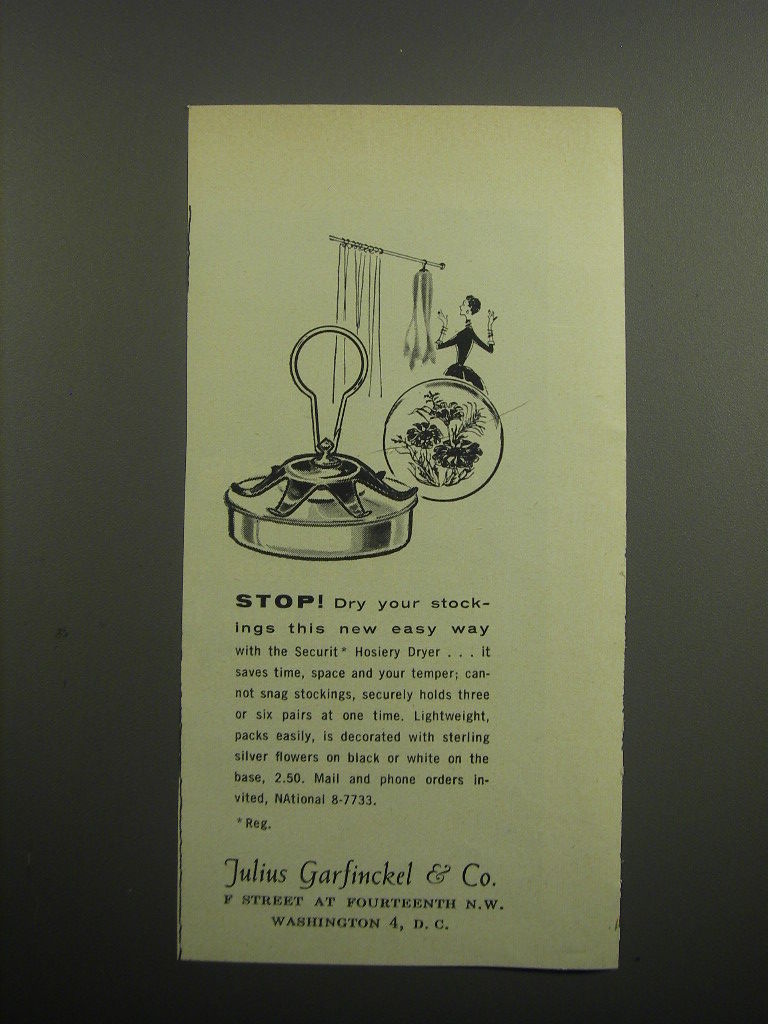 STOP! Dry your stock-
ings this new easy way
with the Securit* Hosiery Dryer . . . it
saves time, space and your temper; can-
not snag stockings, securely holds three
or six pairs at one time. Lightweight,
packs easily, is decorated with sterling
silver flowers on black or white on the
base, 2.50. Mail and phone orders in-
vited, NAtional 8-7733.
*Reg.
Julius Garfinckel & Co.
F STREET AT FOURTEENTH N.W.
WASHINGTON 4, D. C.